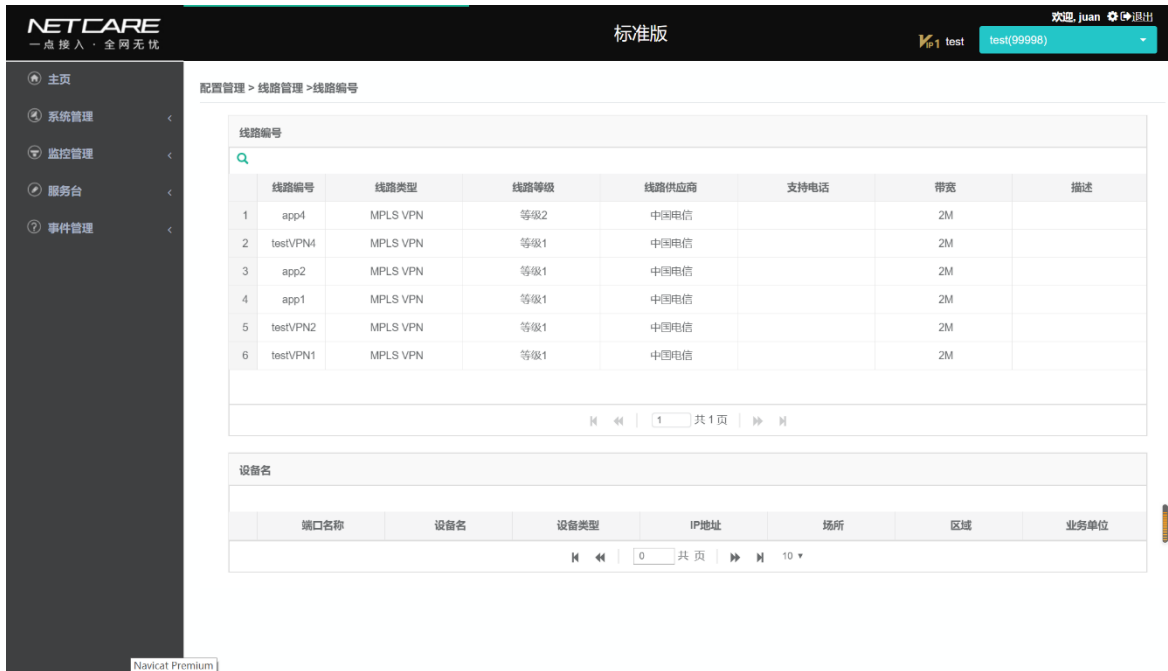 NETCARE
一点接入 · 全网无忧
标准版
欢迎, juan 退出
VIP1 test
test(99998)
主页
系统管理
监控管理
服务台
事件管理
配置管理 > 线路管理 >线路编号
线路编号
线路编号 线路类型 线路等级 线路供应商 支持电话 带宽 描述
1 app4 MPLS VPN 等级2 中国电信 2M
2 testVPN4 MPLS VPN 等级1 中国电信 2M
3 app2 MPLS VPN 等级1 中国电信 2M
4 app1 MPLS VPN 等级1 中国电信 2M
5 testVPN2 MPLS VPN 等级1 中国电信 2M
6 testVPN1 MPLS VPN 等级1 中国电信 2M
1 共 1 页
设备名
端口名称 设备名 设备类型 IP地址 场所 区域 业务单位
0 共 页 10
Navicat Premium